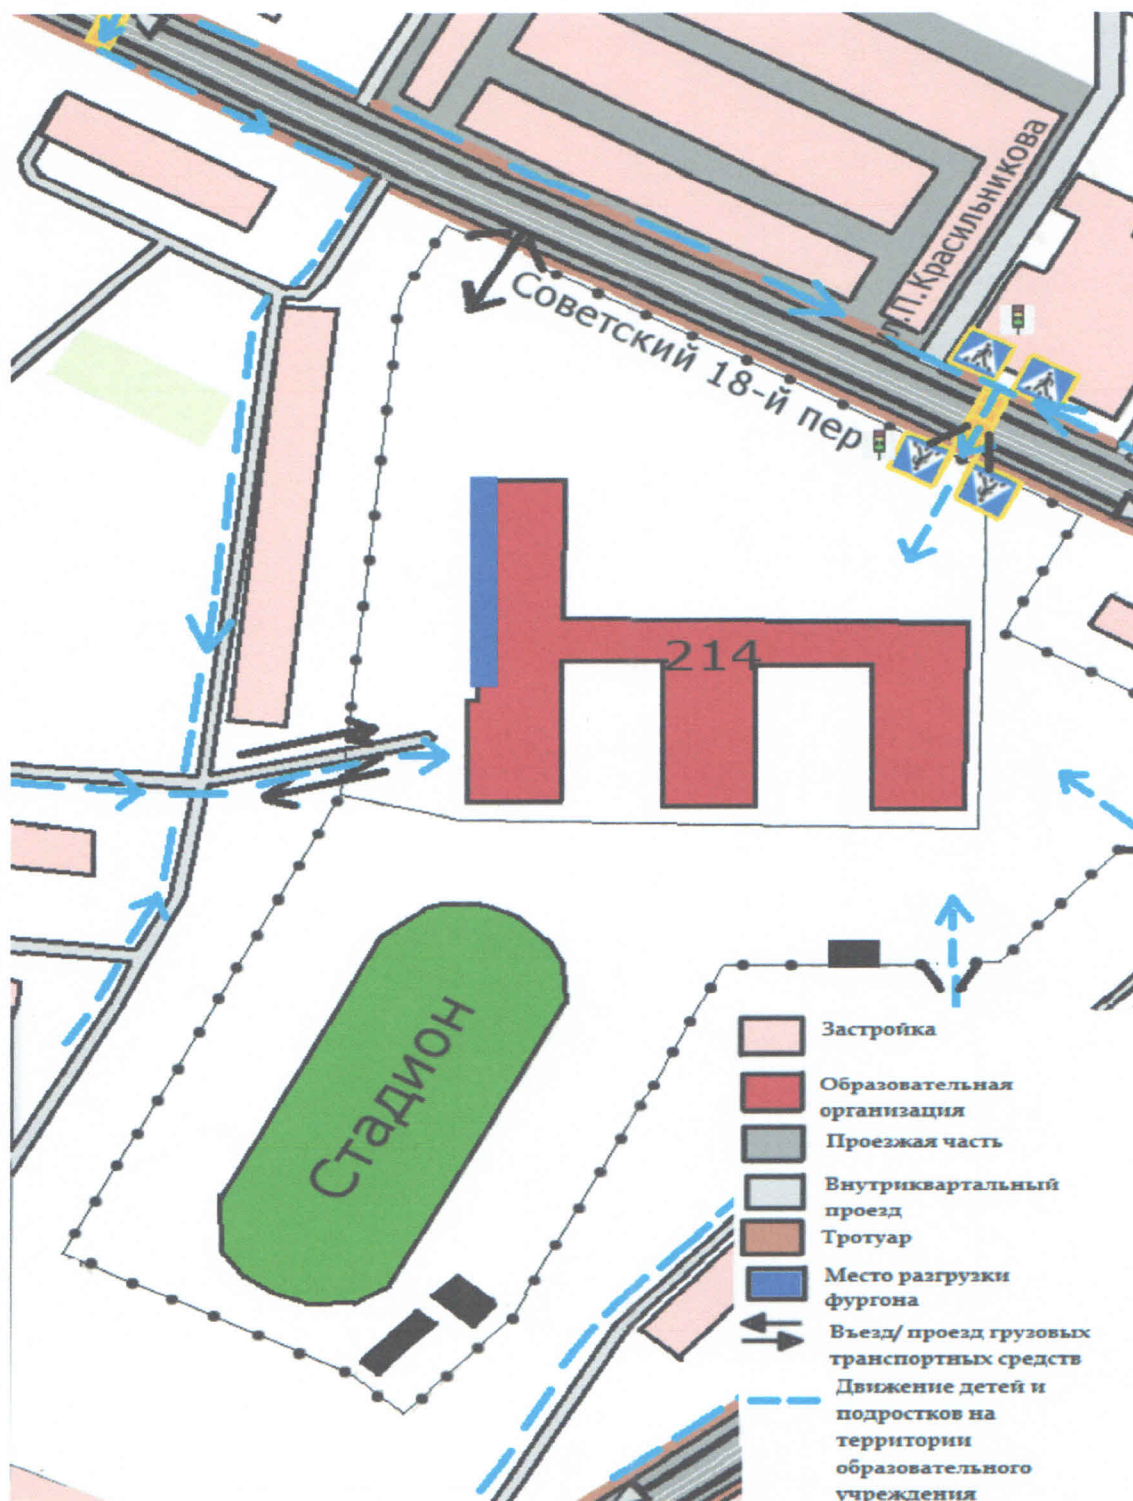 л.П.Красильникова
Советский 18-й пер
214
Стадион
Застройка
Образовательная
организация
Проезжая часть
Внутриквартальный
проезд
Тротуар
Место разгрузки
фургона
Въезд/ проезд грузовых
транспортных средств
Движение детей и
подростков на
территории
образовательного
учреждения